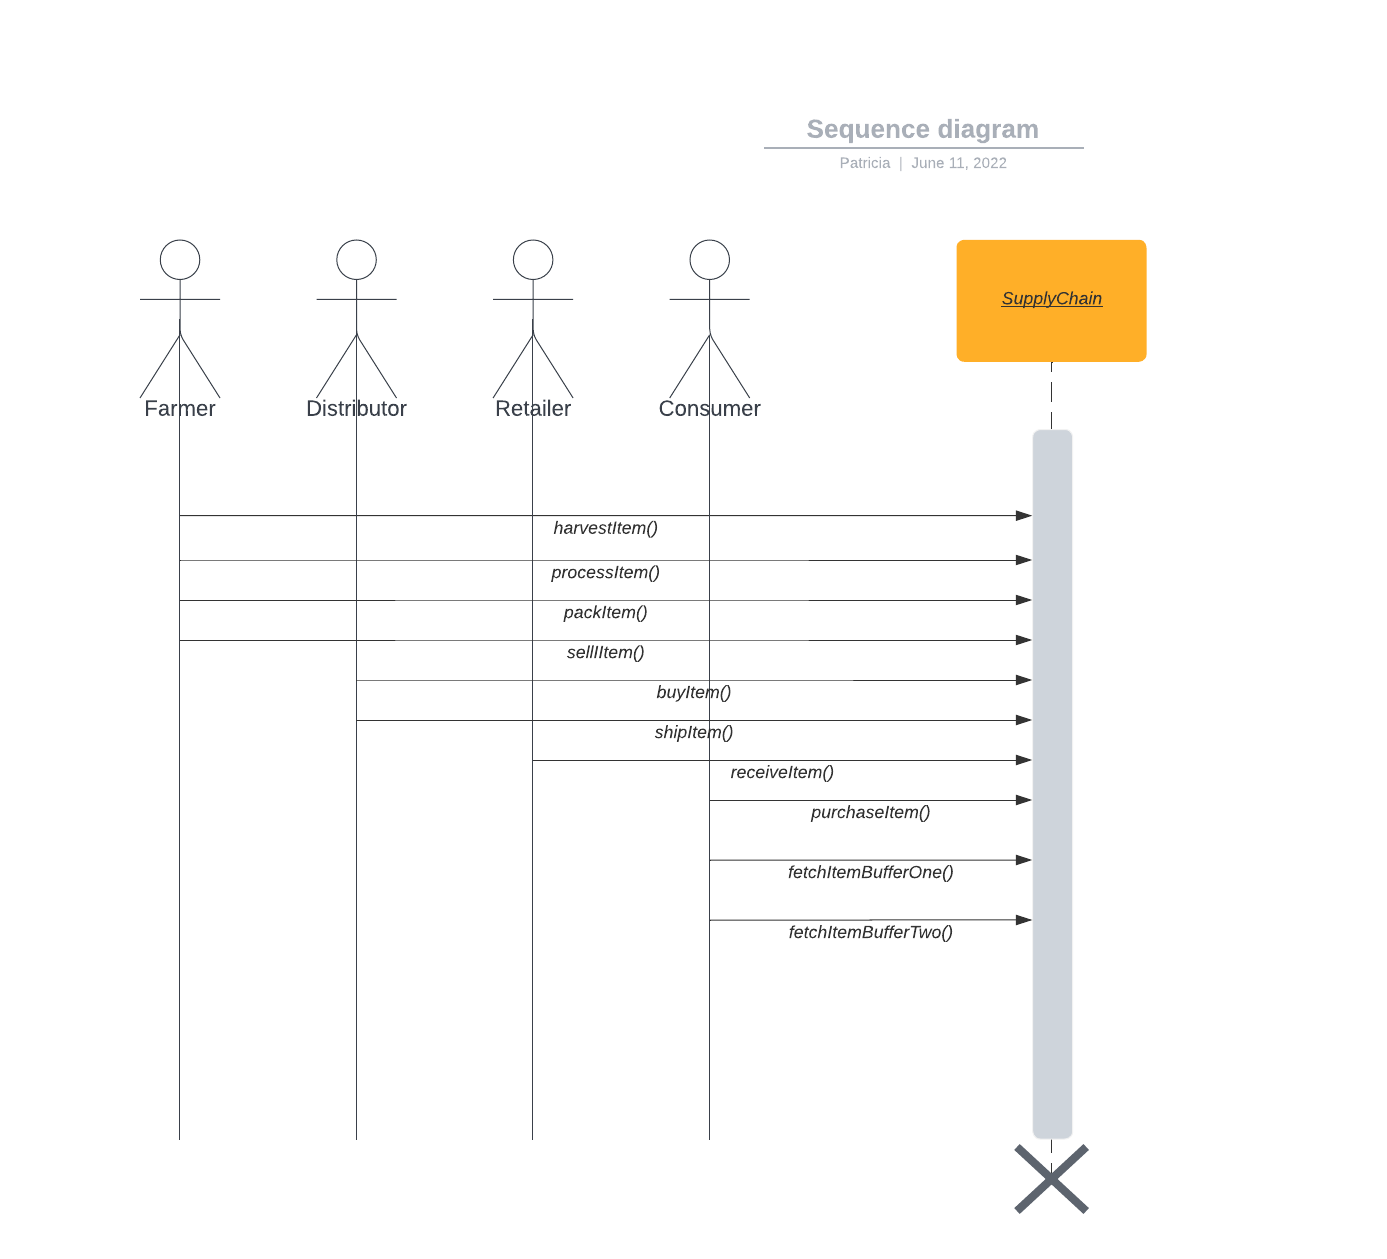 Sequence diagram
Patricia | June 11, 2022
SupplyChain
Farmer Distributor Retailer Consumer
harvestItem()
processItem()
packItem()
sellIItem()
buyItem()
shipItem()
receiveItem()
purchaseItem()
fetchItemBufferOne()
fetchItemBufferTwo()